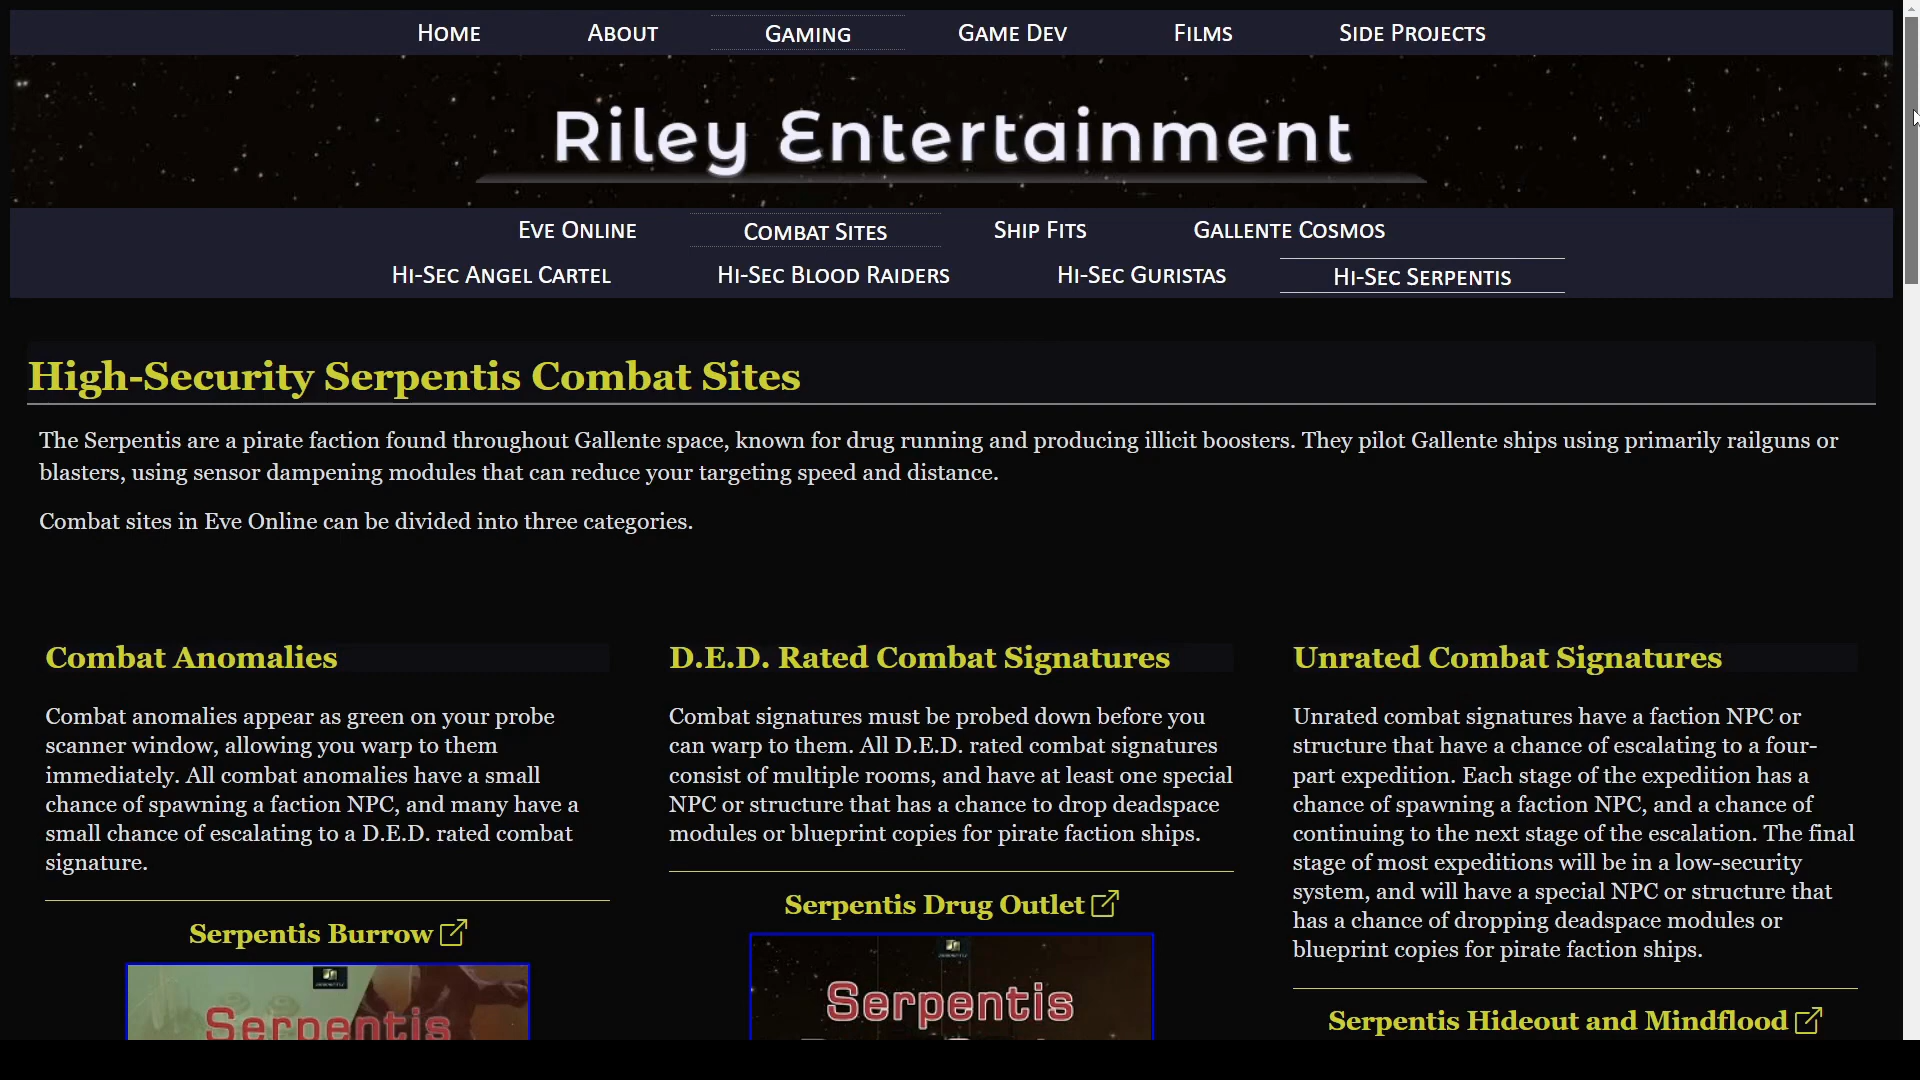 Home About Gaming Game Dev Films Side Projects
Riley Entertainment
Eve Online Combat Sites Ship Fits Gallente Cosmos
Hi-Sec Angel Cartel Hi-Sec Blood Raiders Hi-Sec Guristas Hi-Sec Serpentis
High-Security Serpentis Combat Sites
The Serpentis are a pirate faction found throughout Gallente space, known for drug running and producing illicit boosters. They pilot Gallente ships using primarily railguns or
blasters, using sensor dampening modules that can reduce your targeting speed and distance.
Combat sites in Eve Online can be divided into three categories.
Combat Anomalies
Combat anomalies appear as green on your probe
scanner window, allowing you warp to them
immediately. All combat anomalies have a small
chance of spawning a faction NPC, and many have a
small chance of escalating to a D.E.D. rated combat
signature.
Serpentis Burrow
Serpentis
D.E.D. Rated Combat Signatures
Combat signatures must be probed down before you
can warp to them. All D.E.D. rated combat signatures
consist of multiple rooms, and have at least one special
NPC or structure that has a chance to drop deadspace
modules or blueprint copies for pirate faction ships.
Serpentis Drug Outlet
Serpentis
Unrated Combat Signatures
Unrated combat signatures have a faction NPC or
structure that have a chance of escalating to a four-
part expedition. Each stage of the expedition has a
chance of spawning a faction NPC, and a chance of
continuing to the next stage of the escalation. The final
stage of most expeditions will be in a low-security
system, and will have a special NPC or structure that
has a chance of dropping deadspace modules or
blueprint copies for pirate faction ships.
Serpentis Hideout and Mindflood